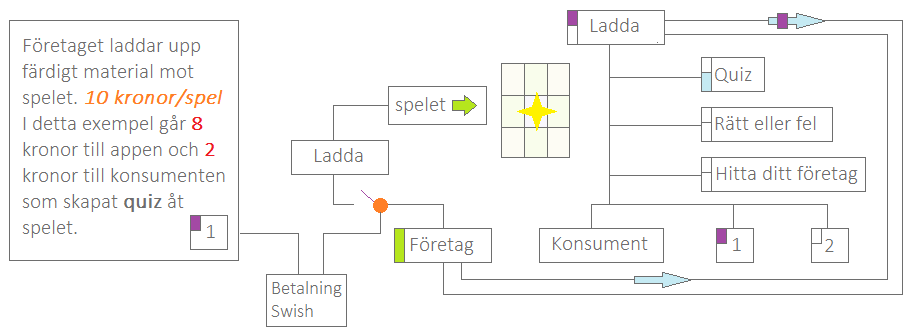 Företaget laddar upp
färdigt material mot
spelet. 10 kronor/spel
I detta exempel går 8
kronor till appen och 2
kronor till konsumenten
som skapat quiz åt
spelet.
1
Betalning
Swish
Ladda
spelet
Företag
Ladda
Quiz
Rätt eller fel
Hitta ditt företag
Konsument
1
2